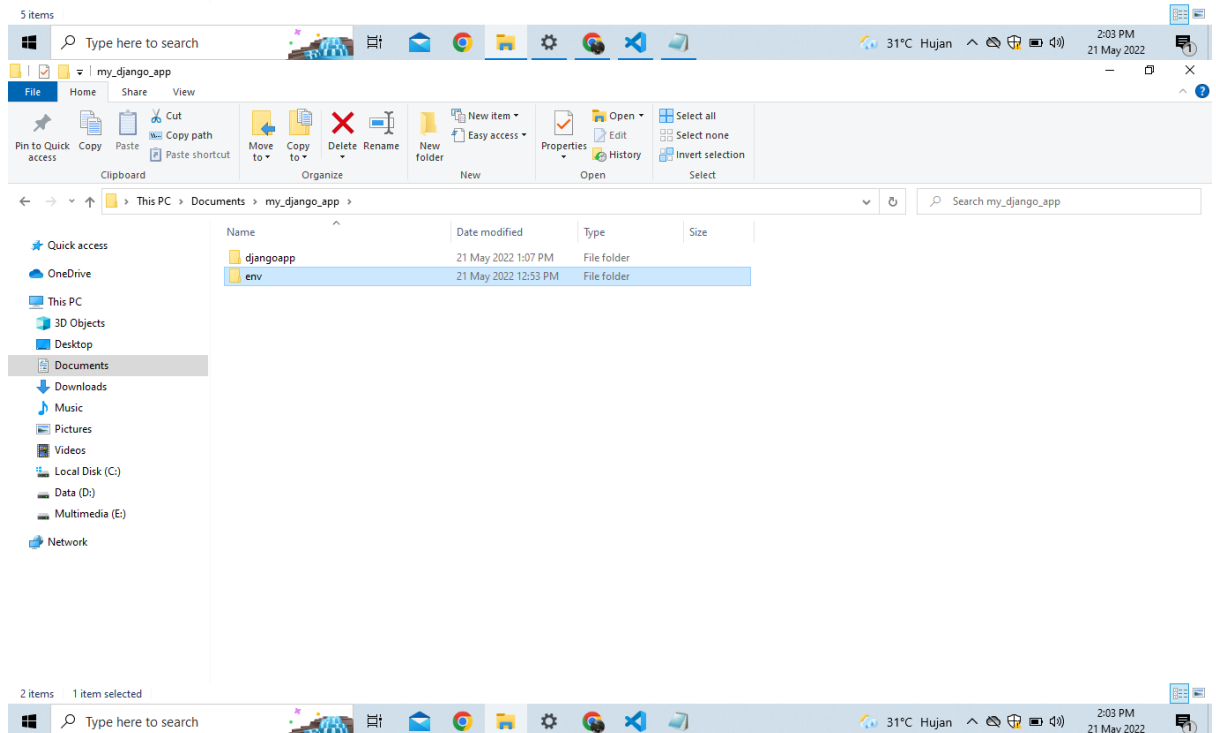 5 items
Type here to search
31°C Hujan
2:03 PM
21 May 2022
1
my_django_app
File Home Share View
Pin to Quick access
Copy
Paste
Cut
Copy path
Paste shortcut
Clipboard
Move to
Copy to
Delete
Rename
Organize
New folder
New item
Easy access
New
Properties
Open
Edit
History
Open
Select all
Select none
Invert selection
Select
This PC > Documents > my_django_app >
Search my_django_app
Name Date modified Type Size
djangoapp 21 May 2022 1:07 PM File folder
env 21 May 2022 12:53 PM File folder
Quick access
OneDrive
This PC
3D Objects
Desktop
Documents
Downloads
Music
Pictures
Videos
Local Disk (C:)
Data (D:)
Multimedia (E:)
Network
2 items 1 item selected
Type here to search
31°C Hujan
2:03 PM
21 May 2022
1